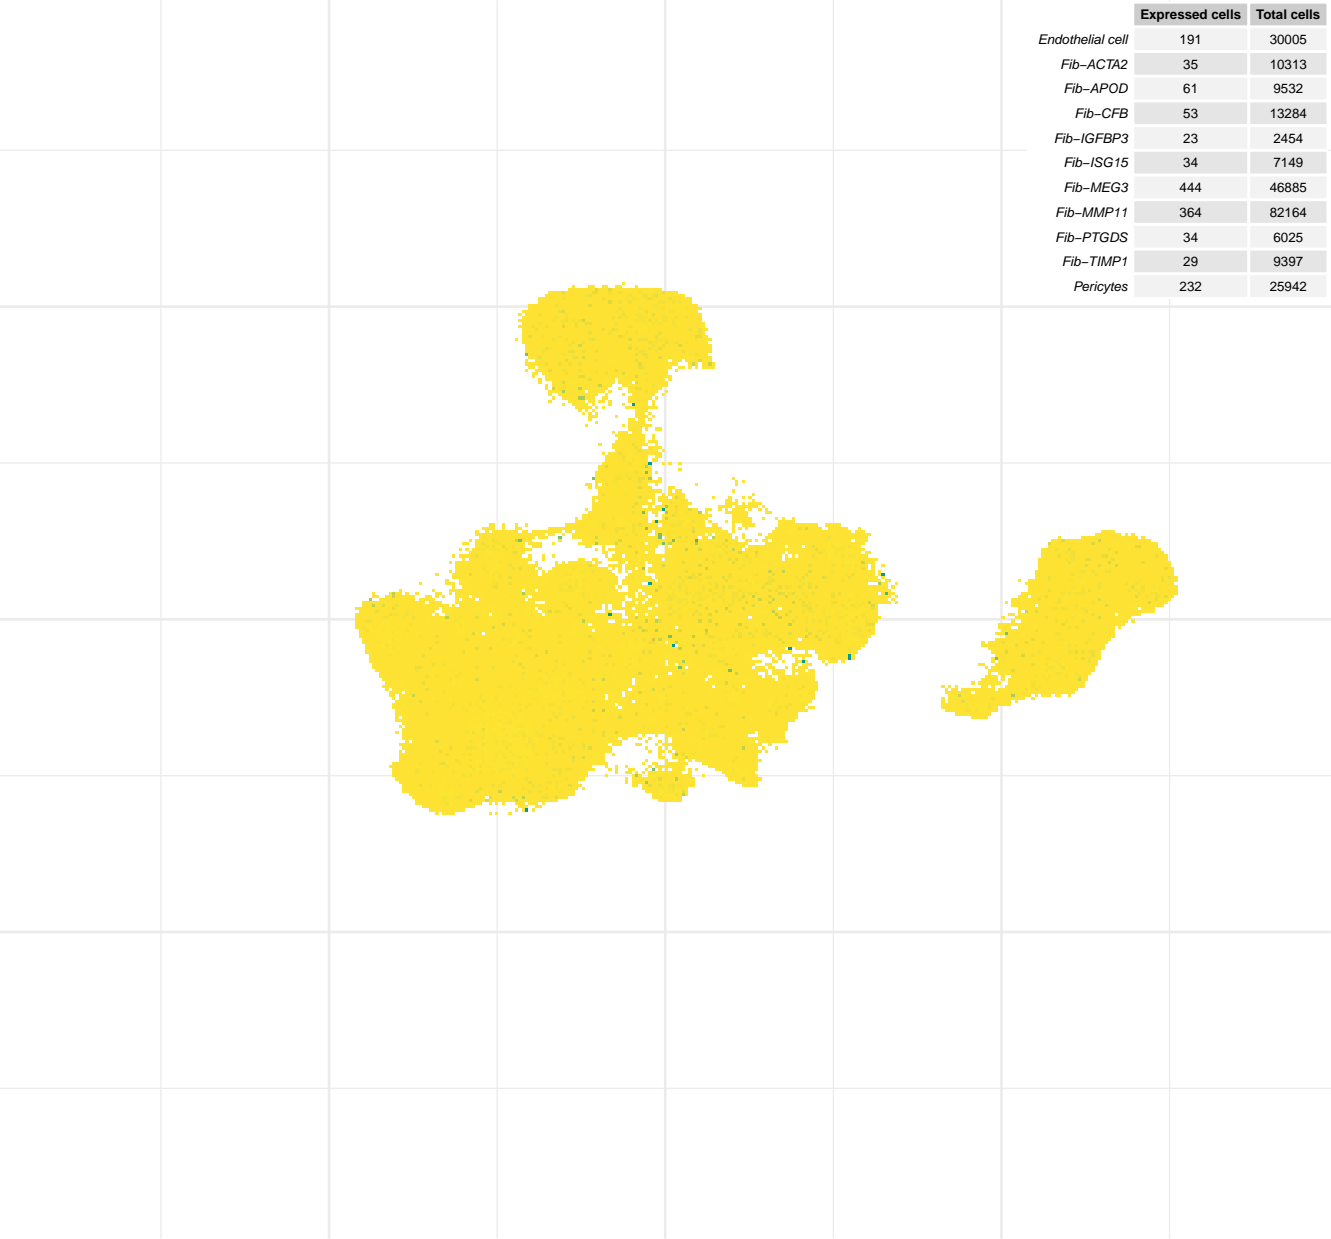 Expressed cells Total cells
Endothelial cell 191 30005
Fib−ACTA2 35 10313
Fib−APOD 61 9532
Fib−CFB 53 13284
Fib−IGFBP3 23 2454
Fib−ISG15 34 7149
Fib−MEG3 444 46885
Fib−MMP11 364 82164
Fib−PTGDS 34 6025
Fib−TIMP1 29 9397
Pericytes 232 25942